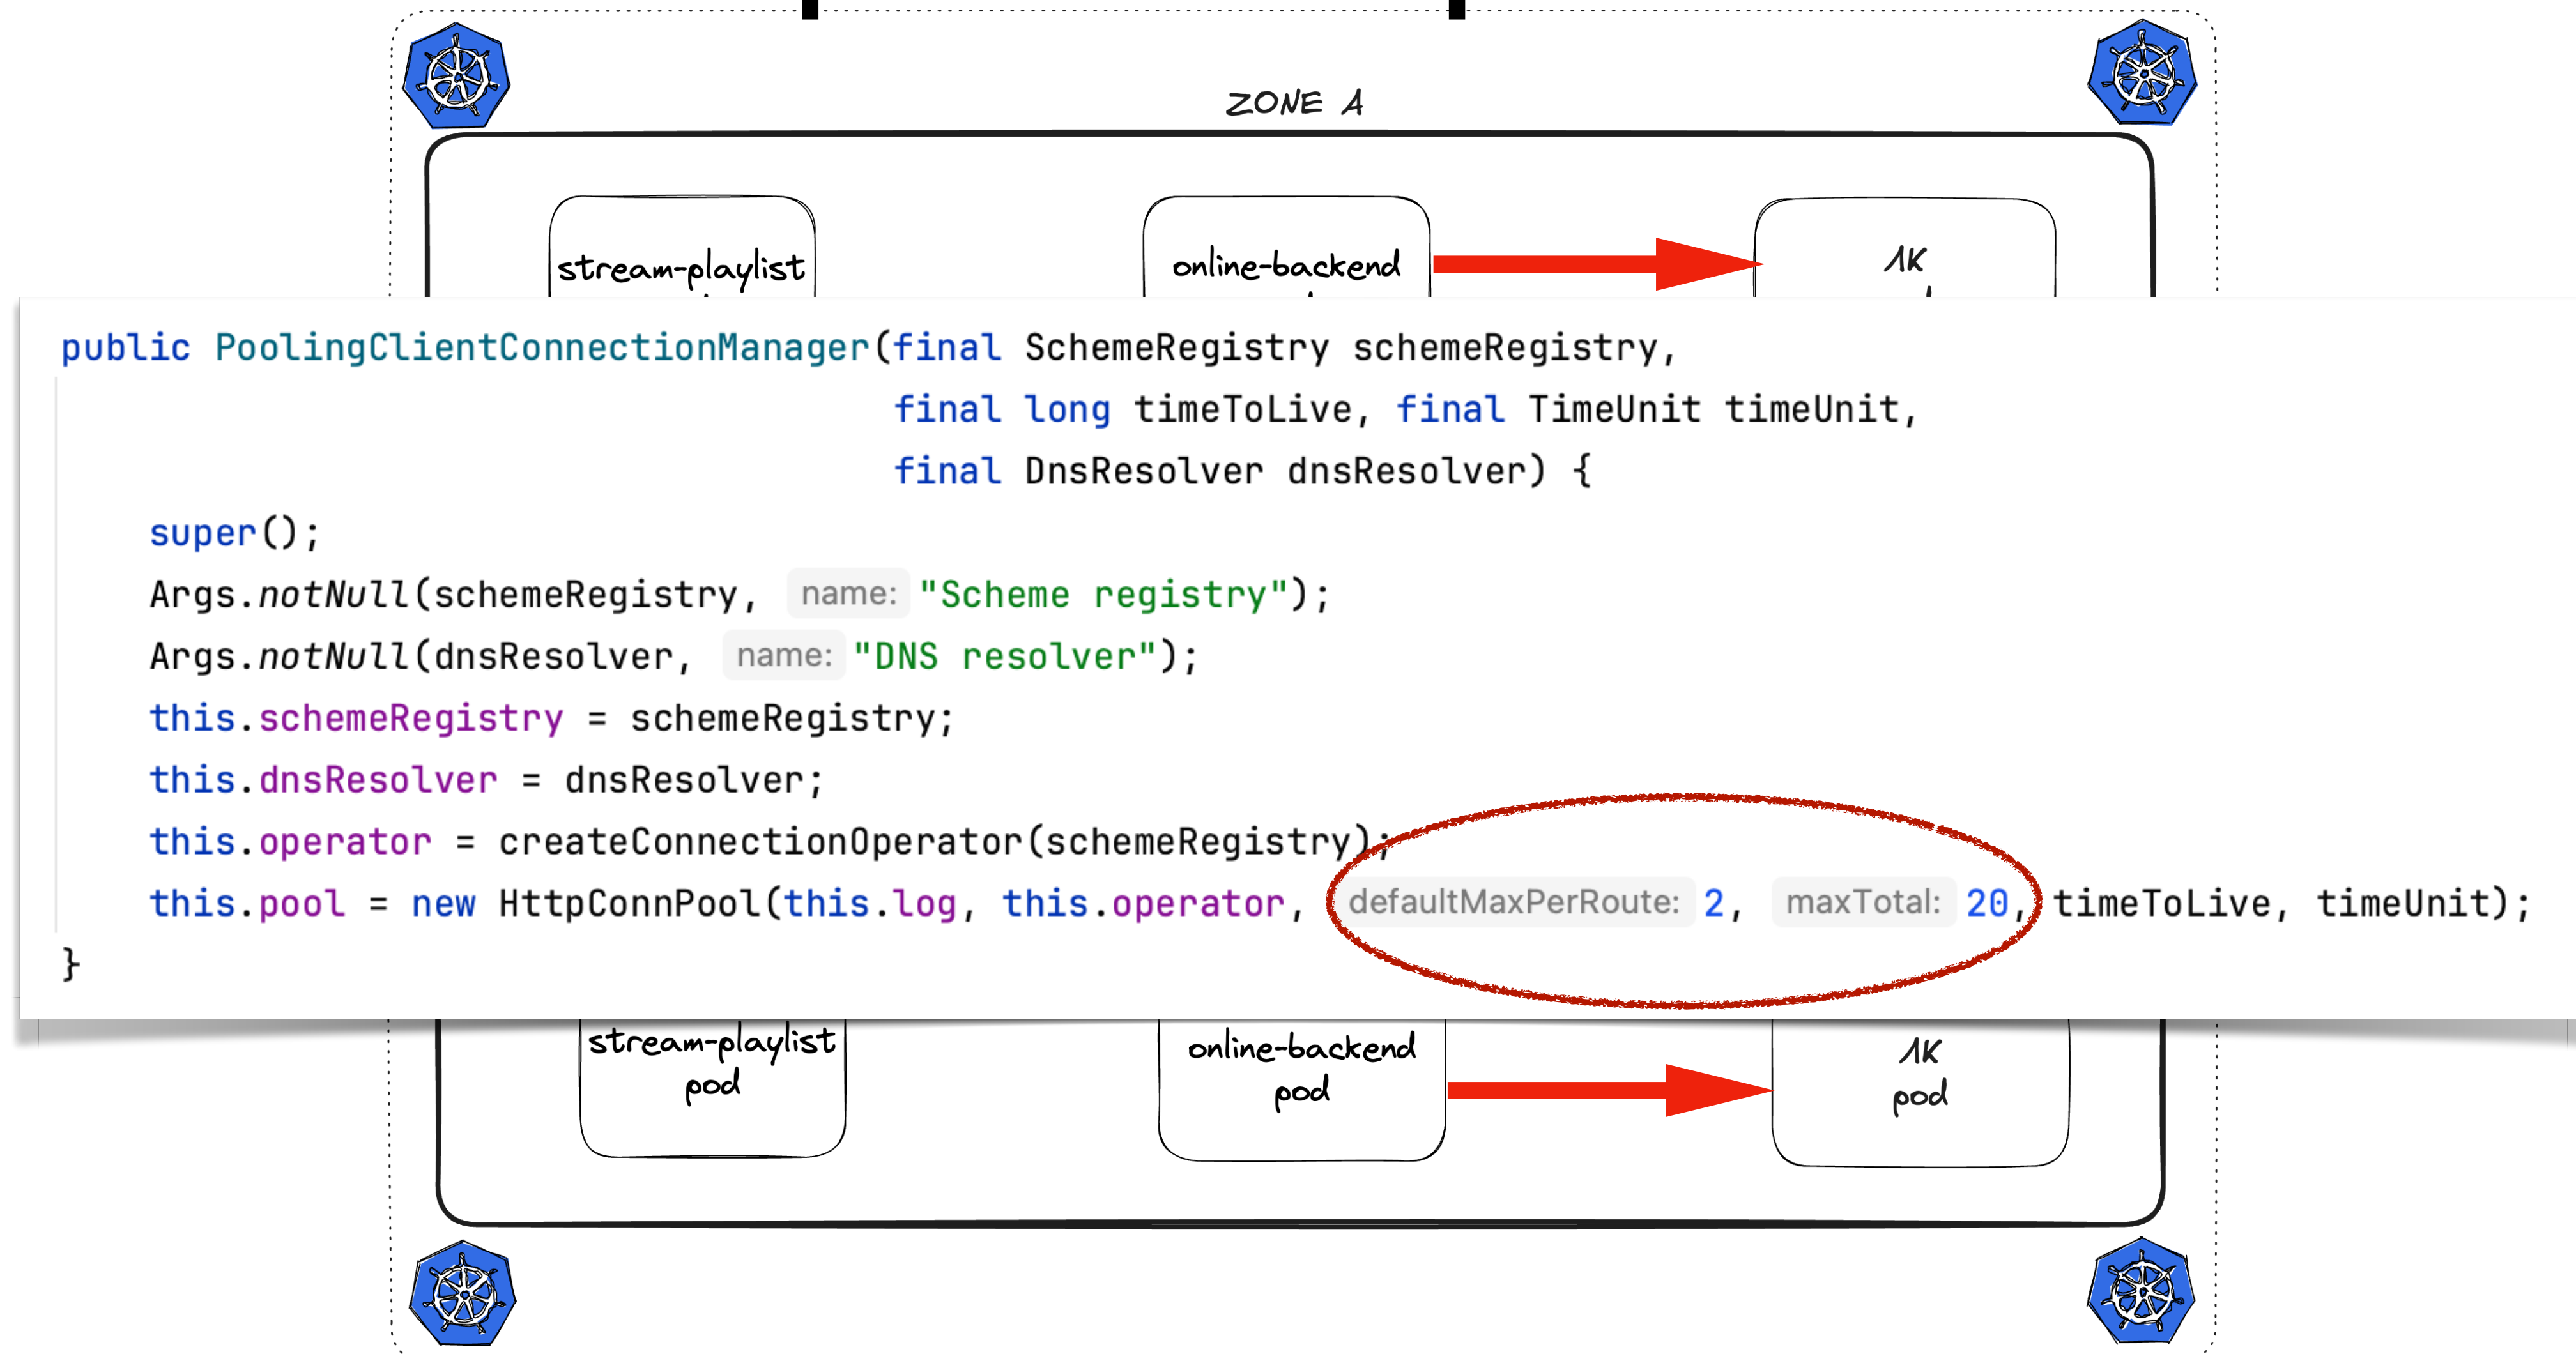 ZONE A
stream-playlist
online-backend
1K
public PoolingClientConnectionManager(final SchemeRegistry schemeRegistry,
final long timeToLive, final TimeUnit timeUnit,
final DnsResolver dnsResolver) {
super();
Args.notNull(schemeRegistry, name: "Scheme registry");
Args.notNull(dnsResolver, name: "DNS resolver");
this.schemeRegistry = schemeRegistry;
this.dnsResolver = dnsResolver;
this.operator = createConnectionOperator(schemeRegistry);
this.pool = new HttpConnPool(this.log, this.operator, defaultMaxPerRoute: 2, maxTotal: 20, timeToLive, timeUnit);
}
stream-playlist
pod
online-backend
pod
1K
pod